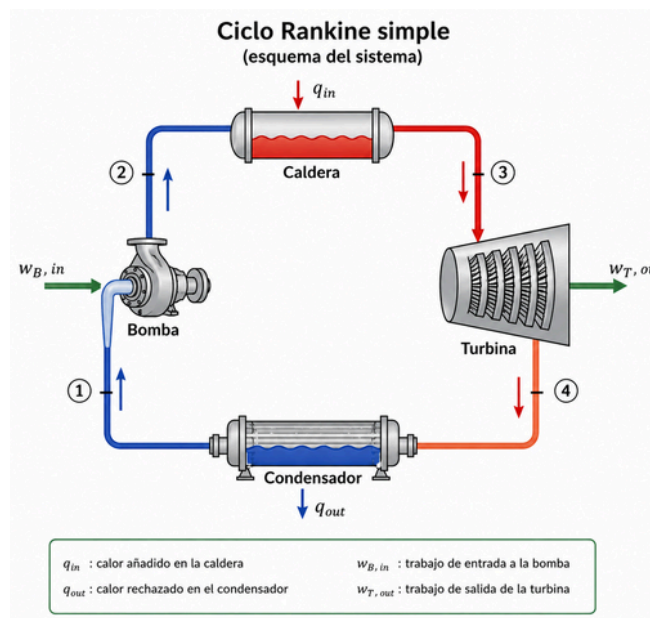 Ciclo Rankine simple
(esquema del sistema)
q_in
2
Caldera
3
w_B, in
w_T, ou
Bomba
Turbina
1
4
Condensador
q_out
q_in : calor añadido en la caldera
w_B, in : trabajo de entrada a la bomba
q_out : calor rechazado en el condensador
w_T, out : trabajo de salida de la turbina